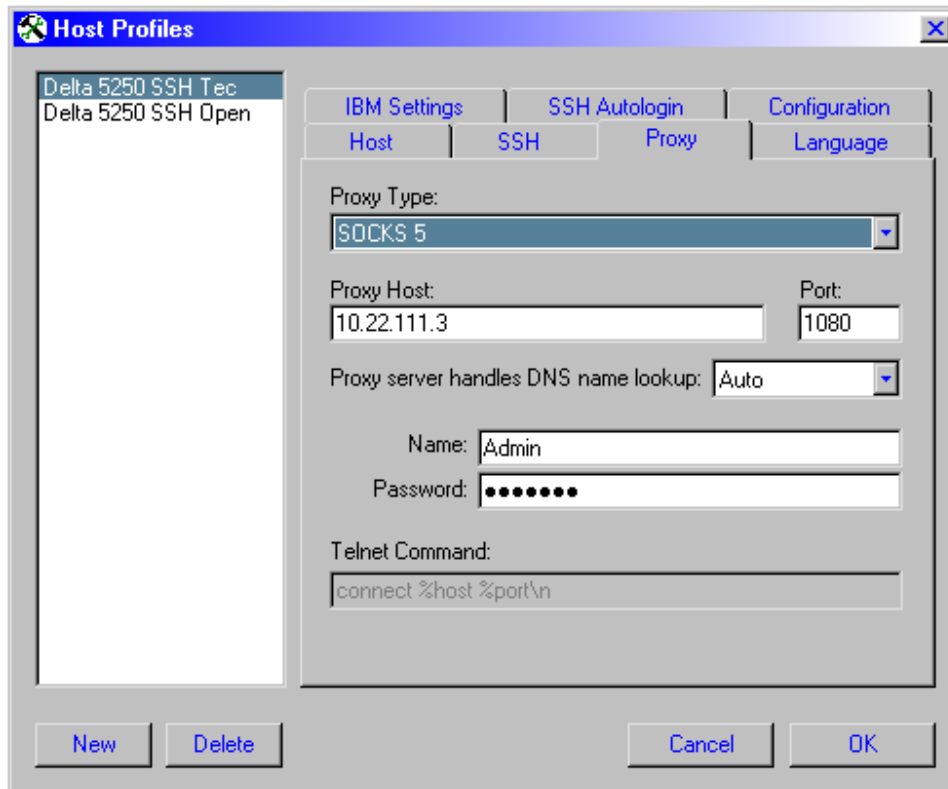 Host Profiles
Delta 5250 SSH Tec
Delta 5250 SSH Open
IBM Settings SSH Autologin Configuration
Host SSH Proxy Language
Proxy Type:
SOCKS 5
Proxy Host: Port:
10.22.111.3 1080
Proxy server handles DNS name lookup: Auto
Name: Admin
Password: ●●●●●●●
Telnet Command:
connect %host %port\n
New Delete Cancel OK